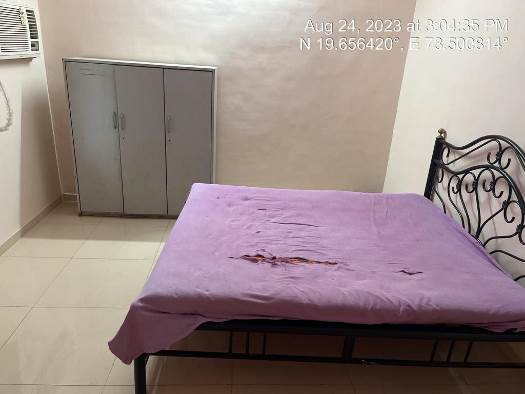 Aug 24, 2023 at 3:04:35 PM
N 19.656420°, E 73.500814°